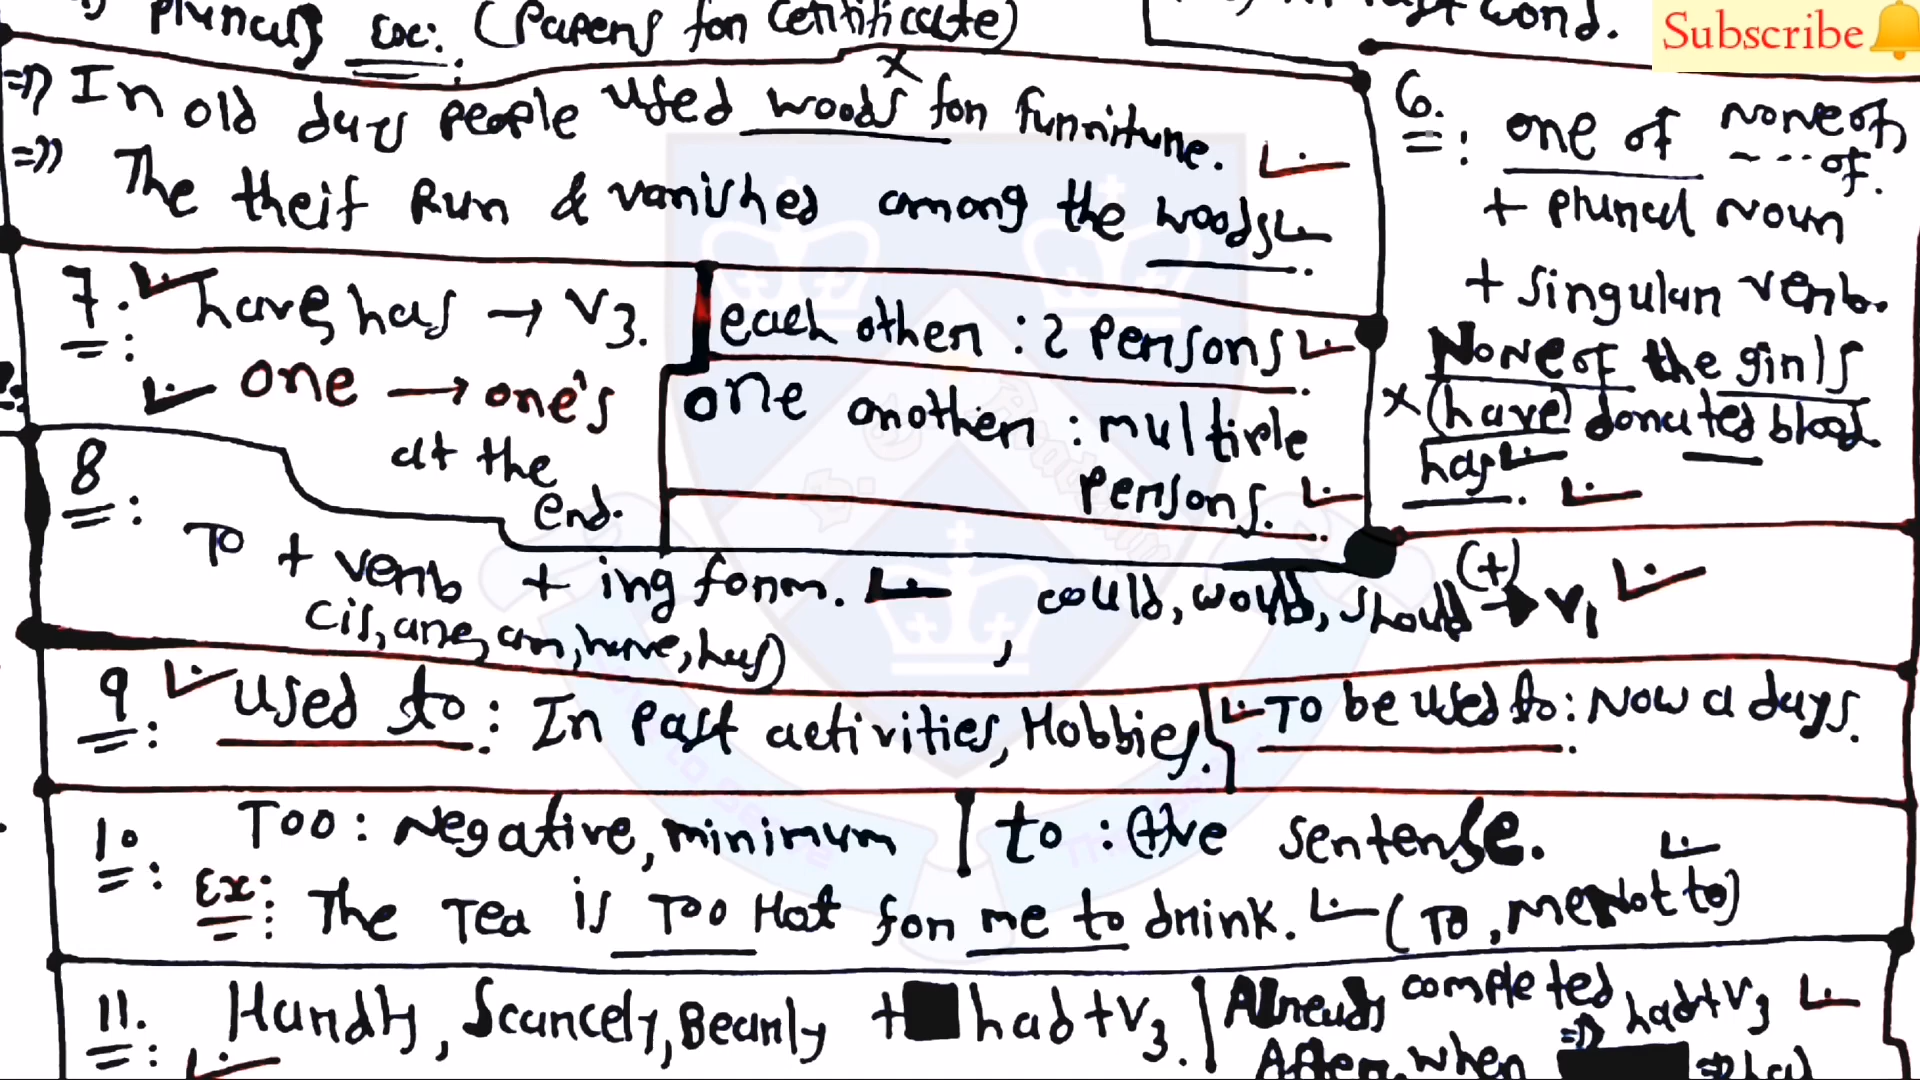 Plurals Ex: (Papers for Certificate)
word.
Subscribe
x
=> In old days people used woods for furniture.
=> The theif Run & vanished among the woods.
6: one of none of
--- of.
+ plural noun
+ singular verb.
None of the girls
x (have) donated blood
has.
7: have, has → V3.
one → one's
at the
end.
each other : 2 persons
one another : multiple
persons.
8: To + verb + ing form.
(is, are, am, have, has)
, could, would, should (+) → V1
9: used to : In Past activities, Hobbies.
To be used to : Now a days.
10: Too : Negative, minimum
to : (+)ve sentense.
Ex: The Tea is Too Hot for me to drink. (To, me Not to)
11: Hardly, Scarcely, Bearly + had+V3.
Already completed had+V3
After, when => had